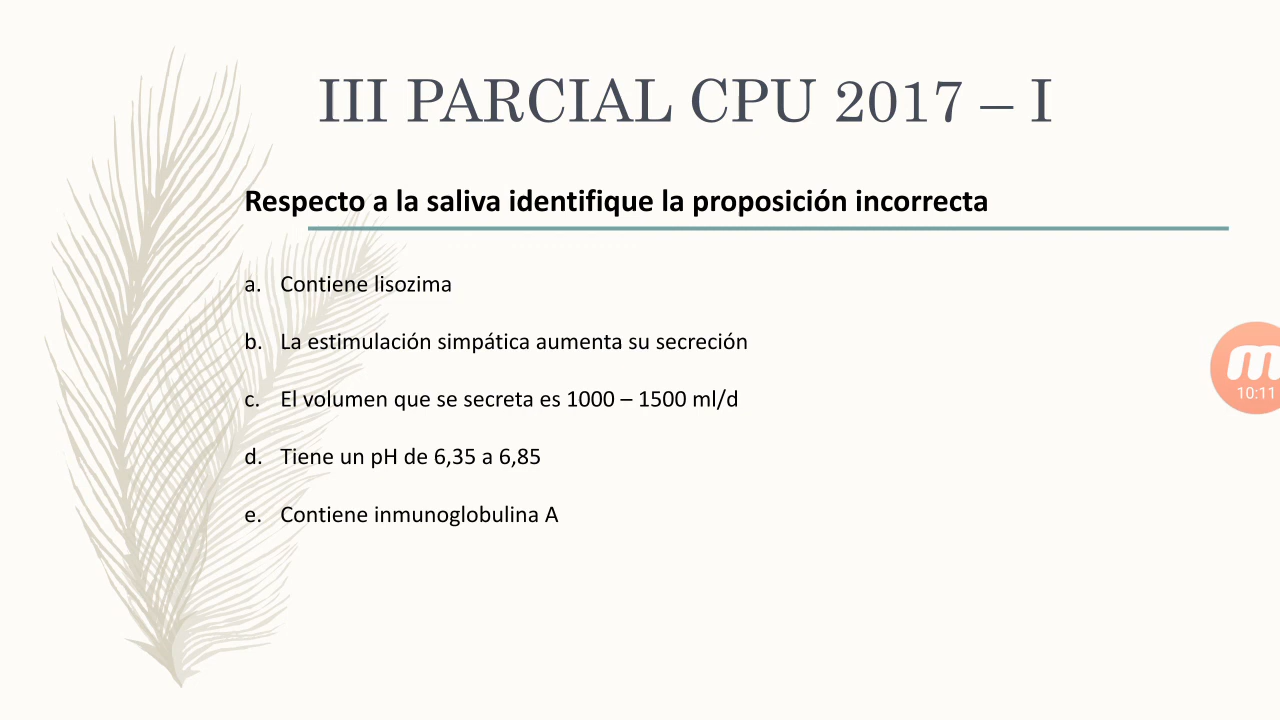 III PARCIAL CPU 2017 – I
Respecto a la saliva identifique la proposición incorrecta
a. Contiene lisozima
b. La estimulación simpática aumenta su secreción
c. El volumen que se secreta es 1000 – 1500 ml/d
d. Tiene un pH de 6,35 a 6,85
e. Contiene inmunoglobulina A
10:11